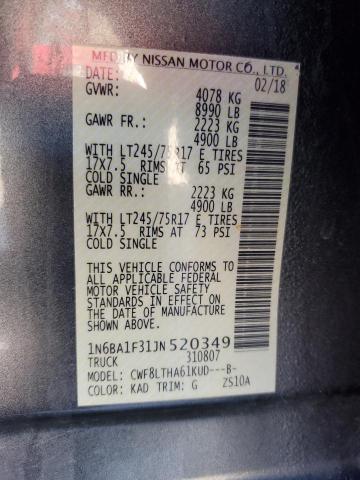 MFD BY NISSAN MOTOR CO., LTD.
DATE: 02/18
GVWR: 4078 KG
8990 LB
GAWR FR.: 2223 KG
4900 LB
WITH LT245/75R17 E TIRES
17X7.5 RIMS AT 65 PSI
COLD SINGLE
GAWR RR.: 2223 KG
4900 LB
WITH LT245/75R17 E TIRES
17X7.5 RIMS AT 73 PSI
COLD SINGLE
THIS VEHICLE CONFORMS TO
ALL APPLICABLE FEDERAL
MOTOR VEHICLE SAFETY
STANDARDS IN EFFECT ON
THE DATE OF MANUFACTURE
SHOWN ABOVE.
1N6BA1F31JN520349
TRUCK 310807
MODEL: CWF8LTHA61KUD---B-
COLOR: KAD TRIM: G ZS10A